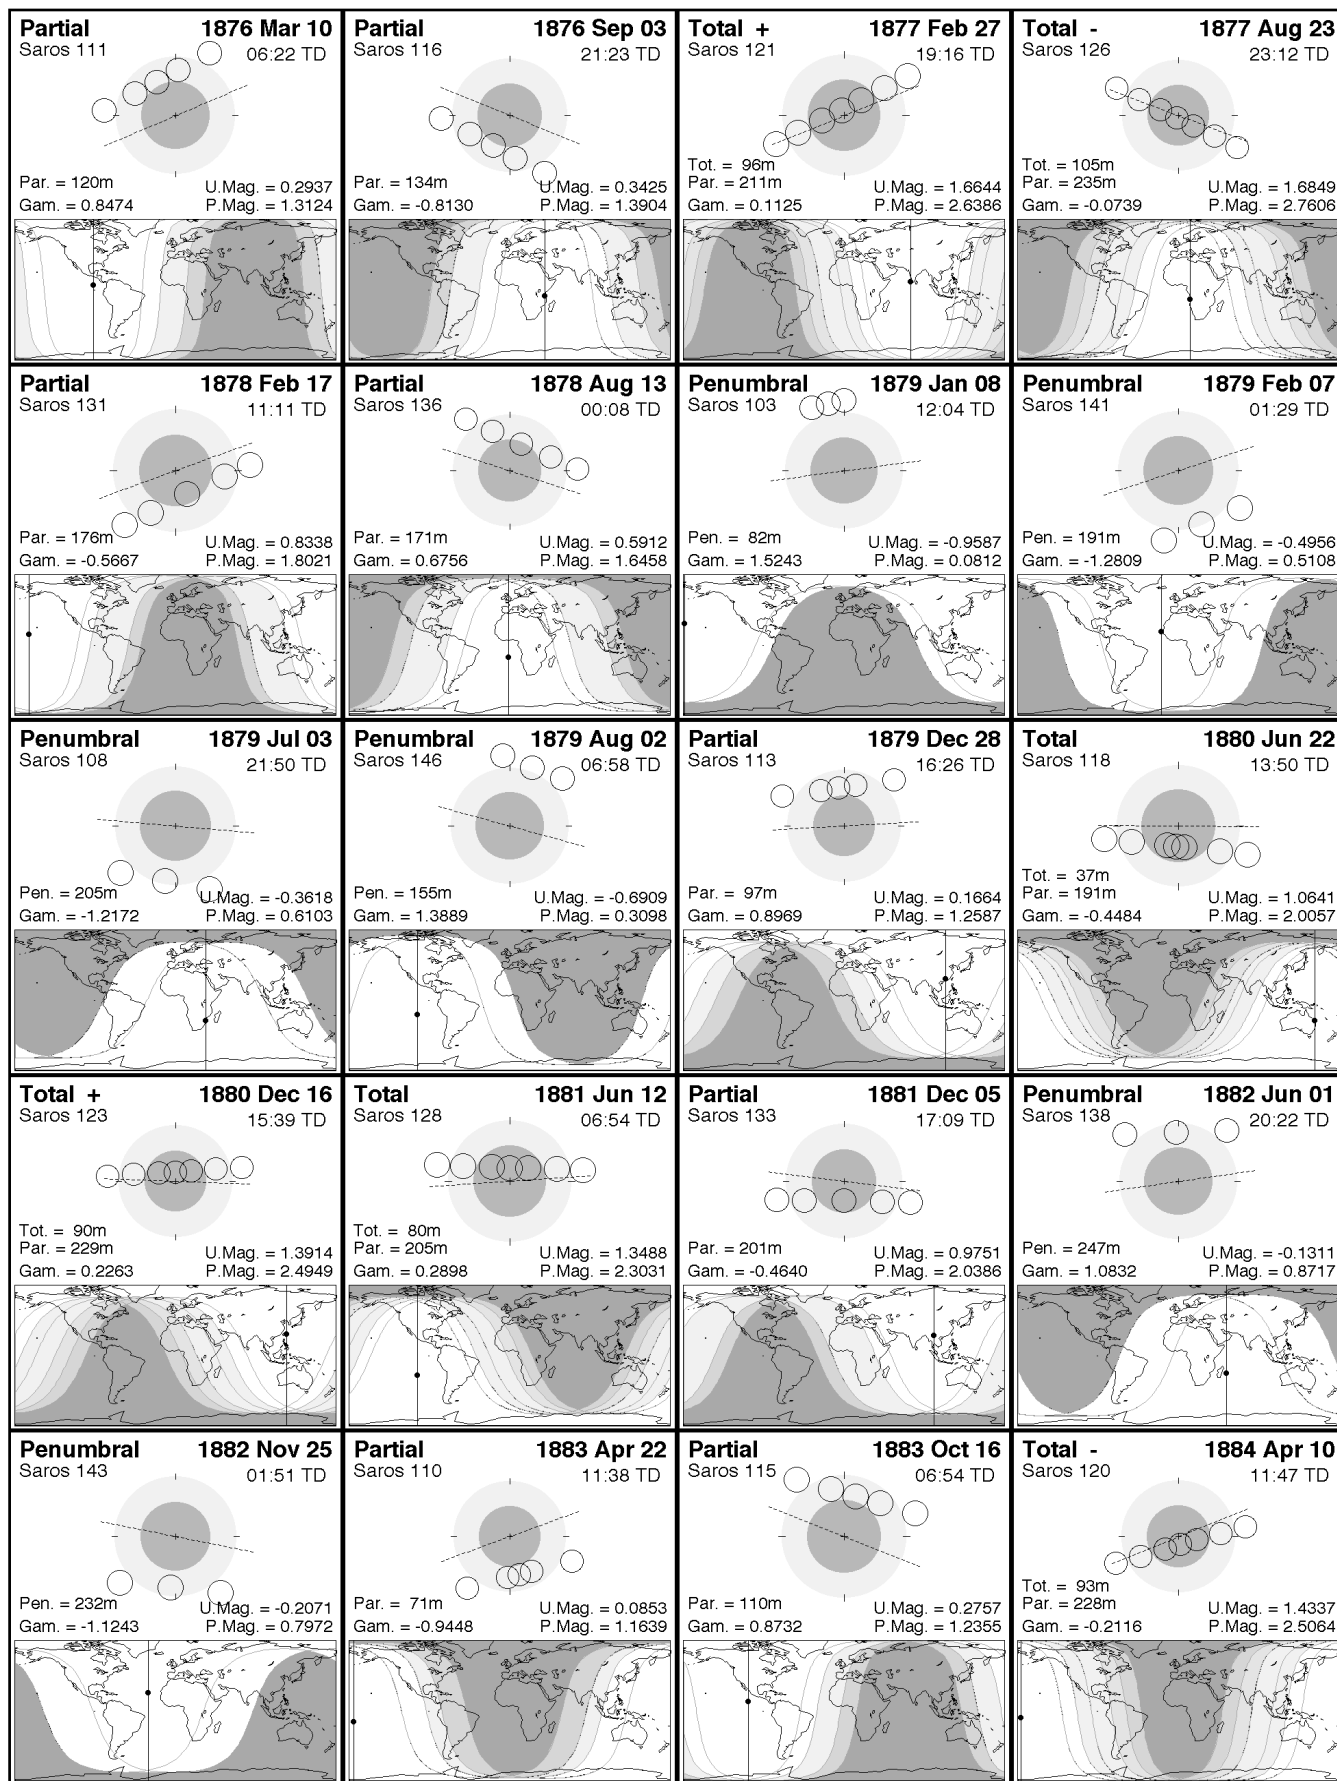 Partial 1876 Mar 10
Saros 111 06:22 TD
Par. = 120m U.Mag. = 0.2937
Gam. = 0.8474 P.Mag. = 1.3124
Partial 1876 Sep 03
Saros 116 21:23 TD
Par. = 134m U.Mag. = 0.3425
Gam. = -0.8130 P.Mag. = 1.3904
Total + 1877 Feb 27
Saros 121 19:16 TD
Tot. = 96m
Par. = 211m U.Mag. = 1.6644
Gam. = 0.1125 P.Mag. = 2.6386
Total - 1877 Aug 23
Saros 126 23:12 TD
Tot. = 105m
Par. = 235m U.Mag. = 1.6849
Gam. = -0.0739 P.Mag. = 2.7606
Partial 1878 Feb 17
Saros 131 11:11 TD
Par. = 176m U.Mag. = 0.8338
Gam. = -0.5667 P.Mag. = 1.8021
Partial 1878 Aug 13
Saros 136 00:08 TD
Par. = 171m U.Mag. = 0.5912
Gam. = 0.6756 P.Mag. = 1.6458
Penumbral 1879 Jan 08
Saros 103 12:04 TD
Pen. = 82m U.Mag. = -0.9587
Gam. = 1.5243 P.Mag. = 0.0812
Penumbral 1879 Feb 07
Saros 141 01:29 TD
Pen. = 191m U.Mag. = -0.4956
Gam. = -1.2809 P.Mag. = 0.5108
Penumbral 1879 Jul 03
Saros 108 21:50 TD
Pen. = 205m U.Mag. = -0.3618
Gam. = -1.2172 P.Mag. = 0.6103
Penumbral 1879 Aug 02
Saros 146 06:58 TD
Pen. = 155m U.Mag. = -0.6909
Gam. = 1.3889 P.Mag. = 0.3098
Partial 1879 Dec 28
Saros 113 16:26 TD
Par. = 97m U.Mag. = 0.1664
Gam. = 0.8969 P.Mag. = 1.2587
Total 1880 Jun 22
Saros 118 13:50 TD
Tot. = 37m
Par. = 191m U.Mag. = 1.0641
Gam. = -0.4484 P.Mag. = 2.0057
Total + 1880 Dec 16
Saros 123 15:39 TD
Tot. = 90m
Par. = 229m U.Mag. = 1.3914
Gam. = 0.2263 P.Mag. = 2.4949
Total 1881 Jun 12
Saros 128 06:54 TD
Tot. = 80m
Par. = 205m U.Mag. = 1.3488
Gam. = 0.2898 P.Mag. = 2.3031
Partial 1881 Dec 05
Saros 133 17:09 TD
Par. = 201m U.Mag. = 0.9751
Gam. = -0.4640 P.Mag. = 2.0386
Penumbral 1882 Jun 01
Saros 138 20:22 TD
Pen. = 247m U.Mag. = -0.1311
Gam. = 1.0832 P.Mag. = 0.8717
Penumbral 1882 Nov 25
Saros 143 01:51 TD
Pen. = 232m U.Mag. = -0.2071
Gam. = -1.1243 P.Mag. = 0.7972
Partial 1883 Apr 22
Saros 110 11:38 TD
Par. = 71m U.Mag. = 0.0853
Gam. = -0.9448 P.Mag. = 1.1639
Partial 1883 Oct 16
Saros 115 06:54 TD
Par. = 110m U.Mag. = 0.2757
Gam. = 0.8732 P.Mag. = 1.2355
Total - 1884 Apr 10
Saros 120 11:47 TD
Tot. = 93m
Par. = 228m U.Mag. = 1.4337
Gam. = -0.2116 P.Mag. = 2.5064